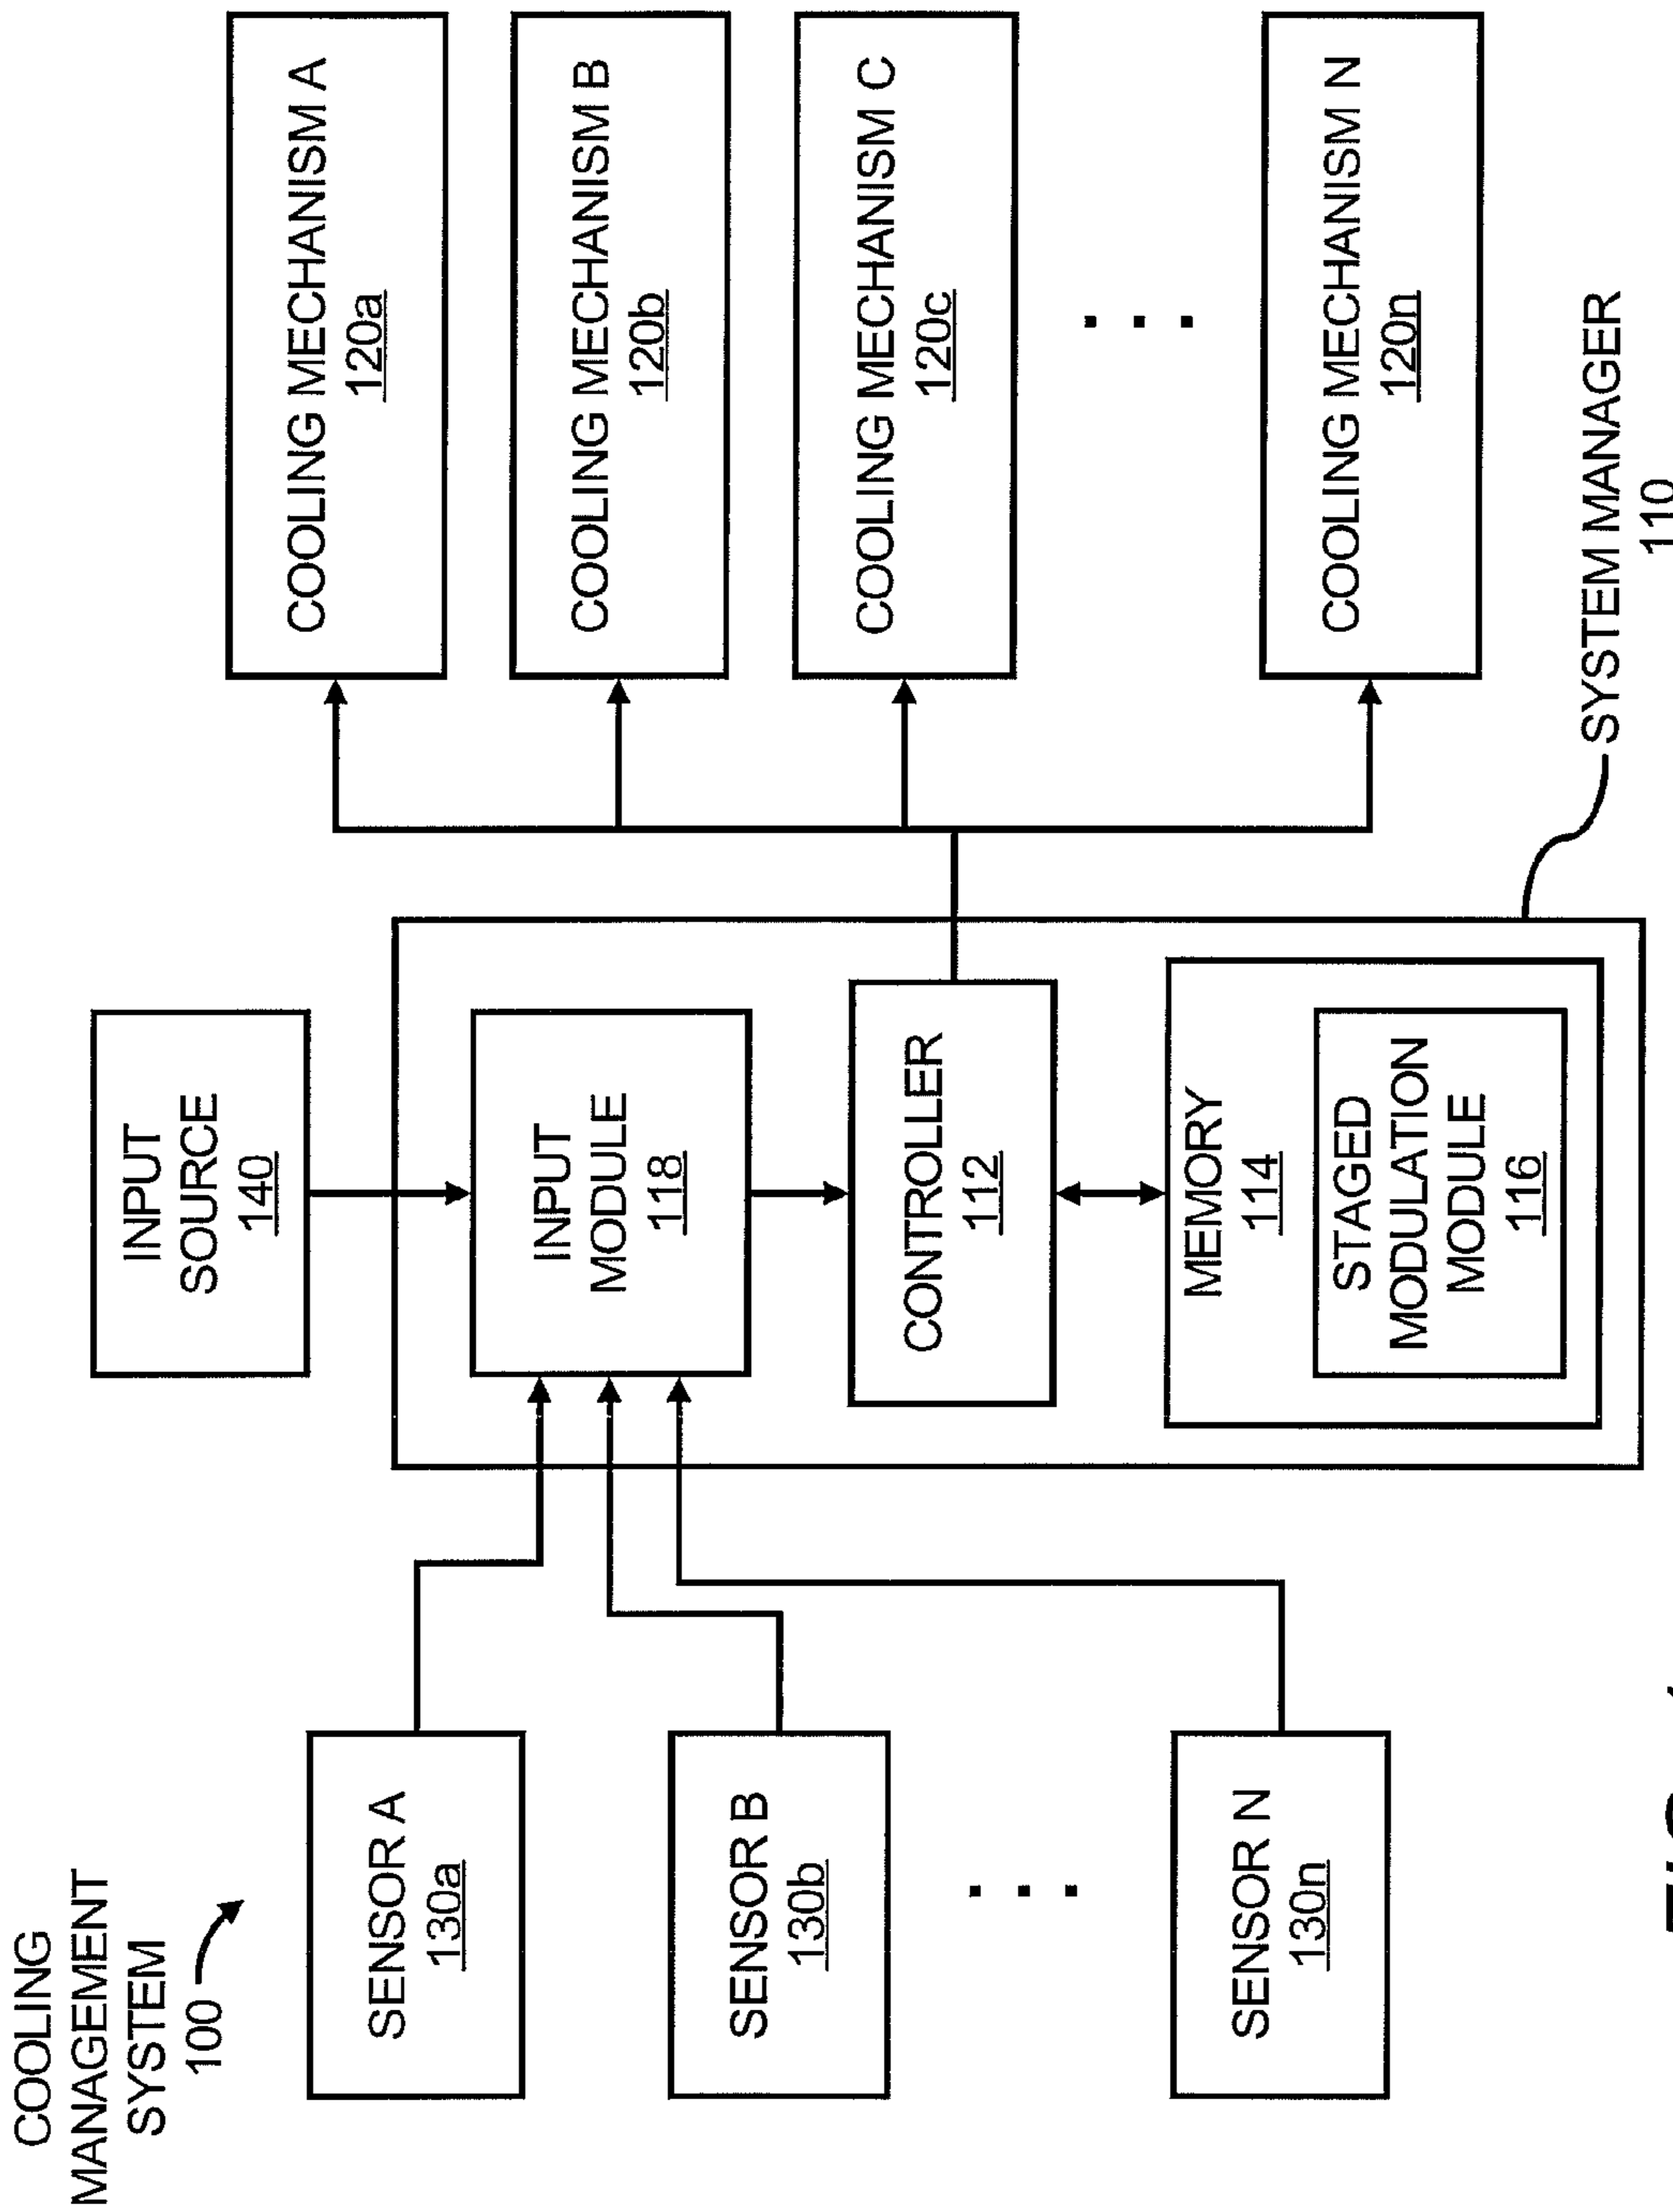 COOLING
MANAGEMENT
SYSTEM
100
SENSOR A
130a
SENSOR B
130b
SENSOR N
130n
INPUT
SOURCE
140
INPUT
MODULE
118
CONTROLLER
112
MEMORY
114
STAGED
MODULATION
MODULE
116
COOLING MECHANISM A
120a
COOLING MECHANISM B
120b
COOLING MECHANISM C
120c
COOLING MECHANISM N
120n
SYSTEM MANAGER
110